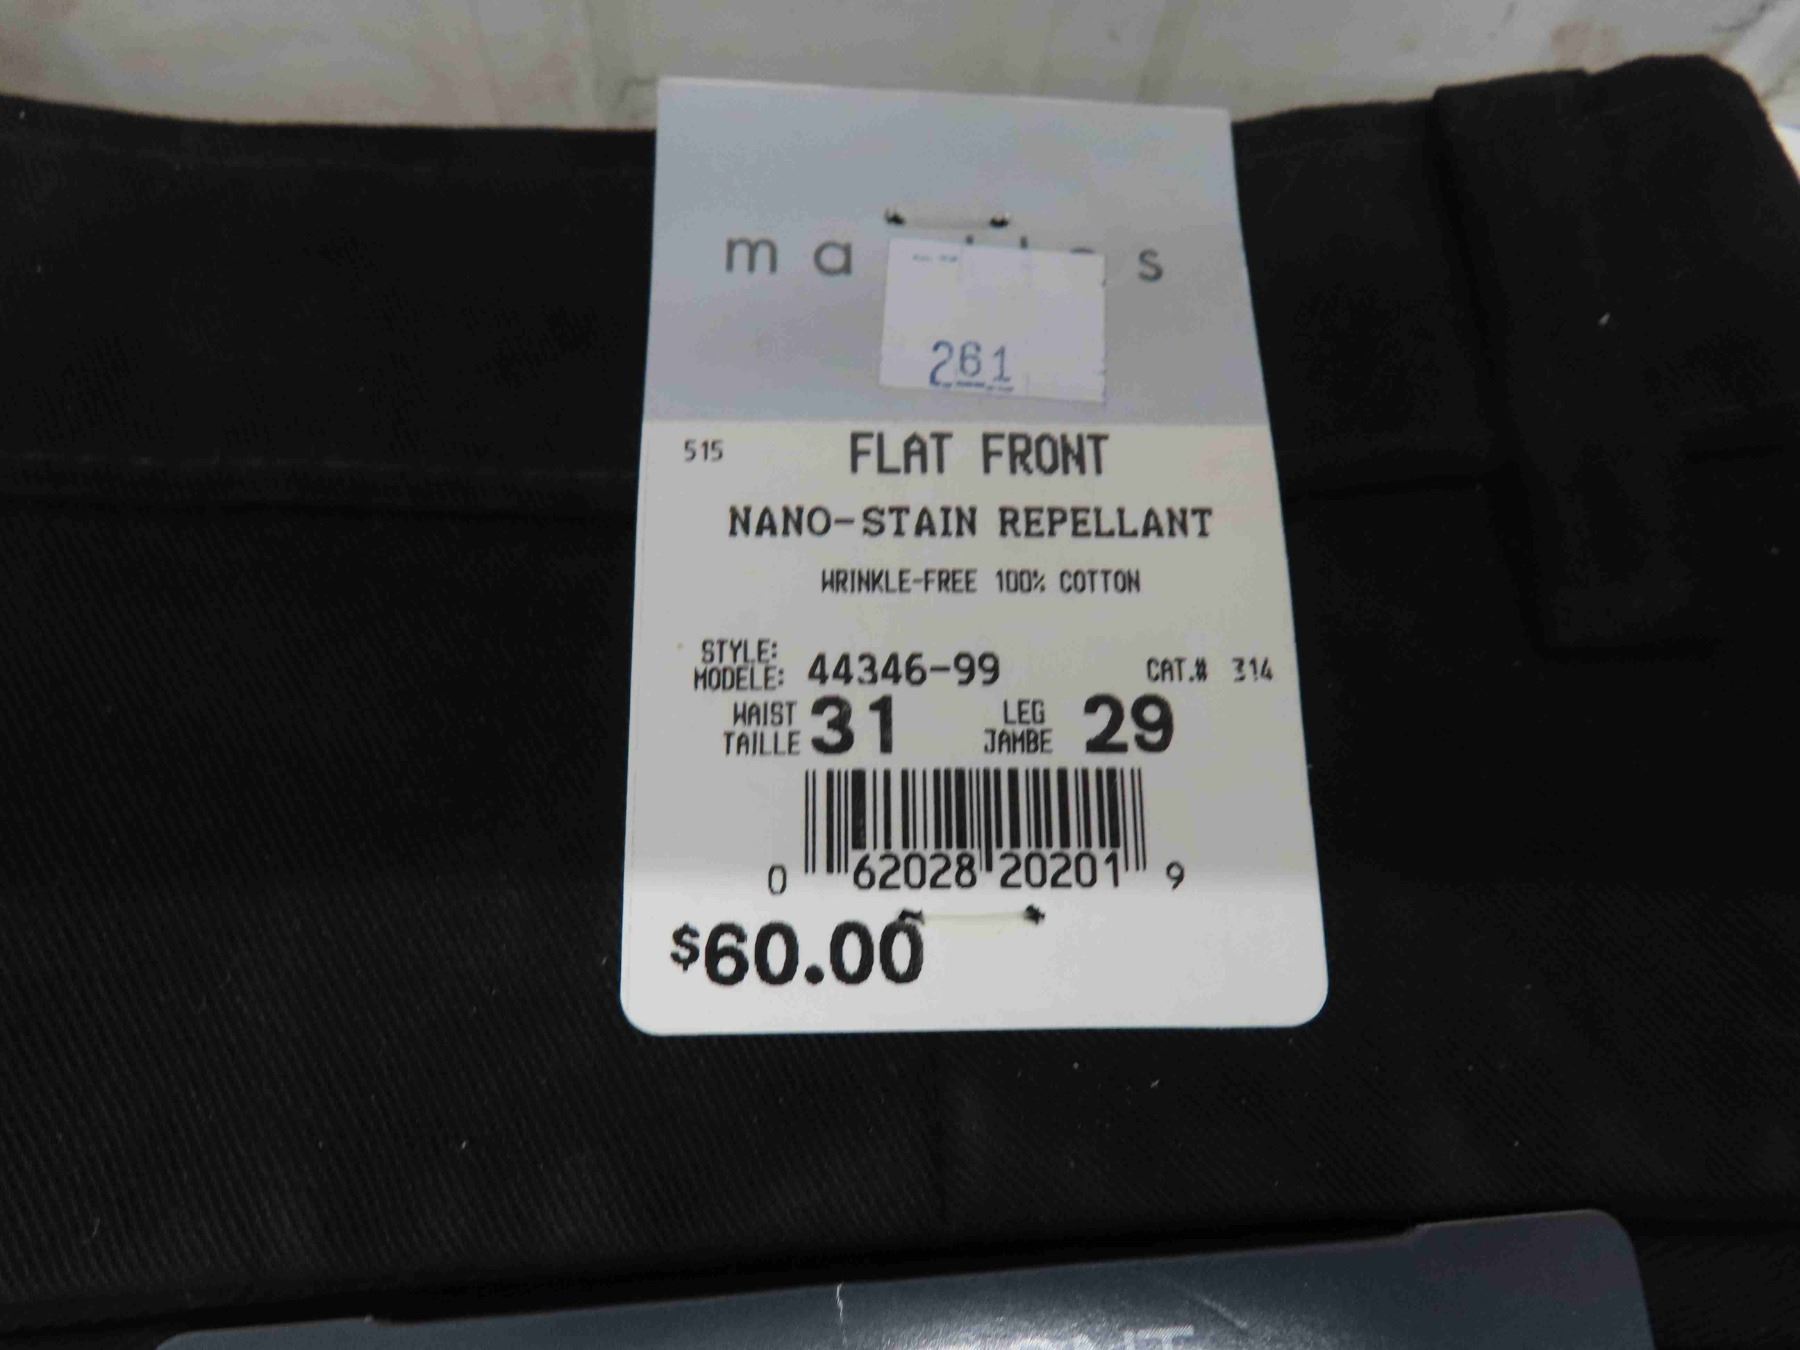 261
515 FLAT FRONT
NANO-STAIN REPELLANT
WRINKLE-FREE 100% COTTON
STYLE:
MODELE: 44346-99 CAT.# 314
WAIST 31 LEG 29
TAILLE JAMBE
0 62028 20201 9
$60.00